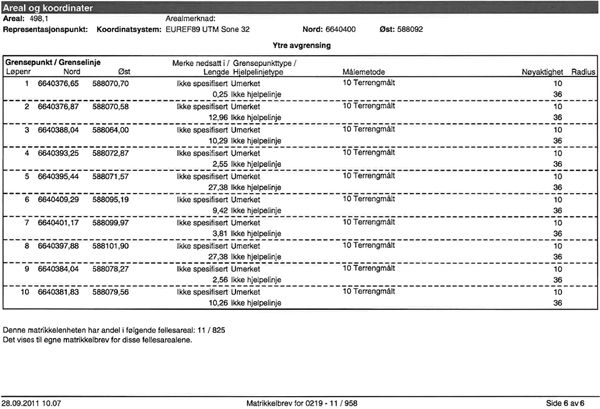 Areal og koordinater
Areal: 498,1 Arealmerknad:
Representasjonspunkt: Koordinatsystem: EUREF89 UTM Sone 32 Nord: 6640400 Øst: 588092
Ytre avgrensing
Grensepunkt / Grenselinje Merke nedsatt i / Grensepunkttype /
Løpenr Nord Øst Lengde Hjelpelinjetype Målemetode Nøyaktighet Radius
1 6640376,65 588070,70 Ikke spesifisert Umerket 10 Terrengmålt 10
0,25 Ikke hjelpelinje 36
2 6640376,87 588070,58 Ikke spesifisert Umerket 10 Terrengmålt 10
12,96 Ikke hjelpelinje 36
3 6640388,04 588064,00 Ikke spesifisert Umerket 10 Terrengmålt 10
10,29 Ikke hjelpelinje 36
4 6640393,25 588072,87 Ikke spesifisert Umerket 10 Terrengmålt 10
2,55 Ikke hjelpelinje 36
5 6640395,44 588071,57 Ikke spesifisert Umerket 10 Terrengmålt 10
27,38 Ikke hjelpelinje 36
6 6640409,29 588095,19 Ikke spesifisert Umerket 10 Terrengmålt 10
9,42 Ikke hjelpelinje 36
7 6640401,17 588099,97 Ikke spesifisert Umerket 10 Terrengmålt 10
3,81 Ikke hjelpelinje 36
8 6640397,88 588101,90 Ikke spesifisert Umerket 10 Terrengmålt 10
27,38 Ikke hjelpelinje 36
9 6640384,04 588078,27 Ikke spesifisert Umerket 10 Terrengmålt 10
2,56 Ikke hjelpelinje 36
10 6640381,83 588079,56 Ikke spesifisert Umerket 10 Terrengmålt 10
10,26 Ikke hjelpelinje 36
Denne matrikkelenheten har andel i følgende fellesareal: 11 / 825
Det vises til egne matrikkelbrev for disse fellesarealene.
28.09.2011 10.07 Matrikkelbrev for 0219 - 11 / 958 Side 6 av 6